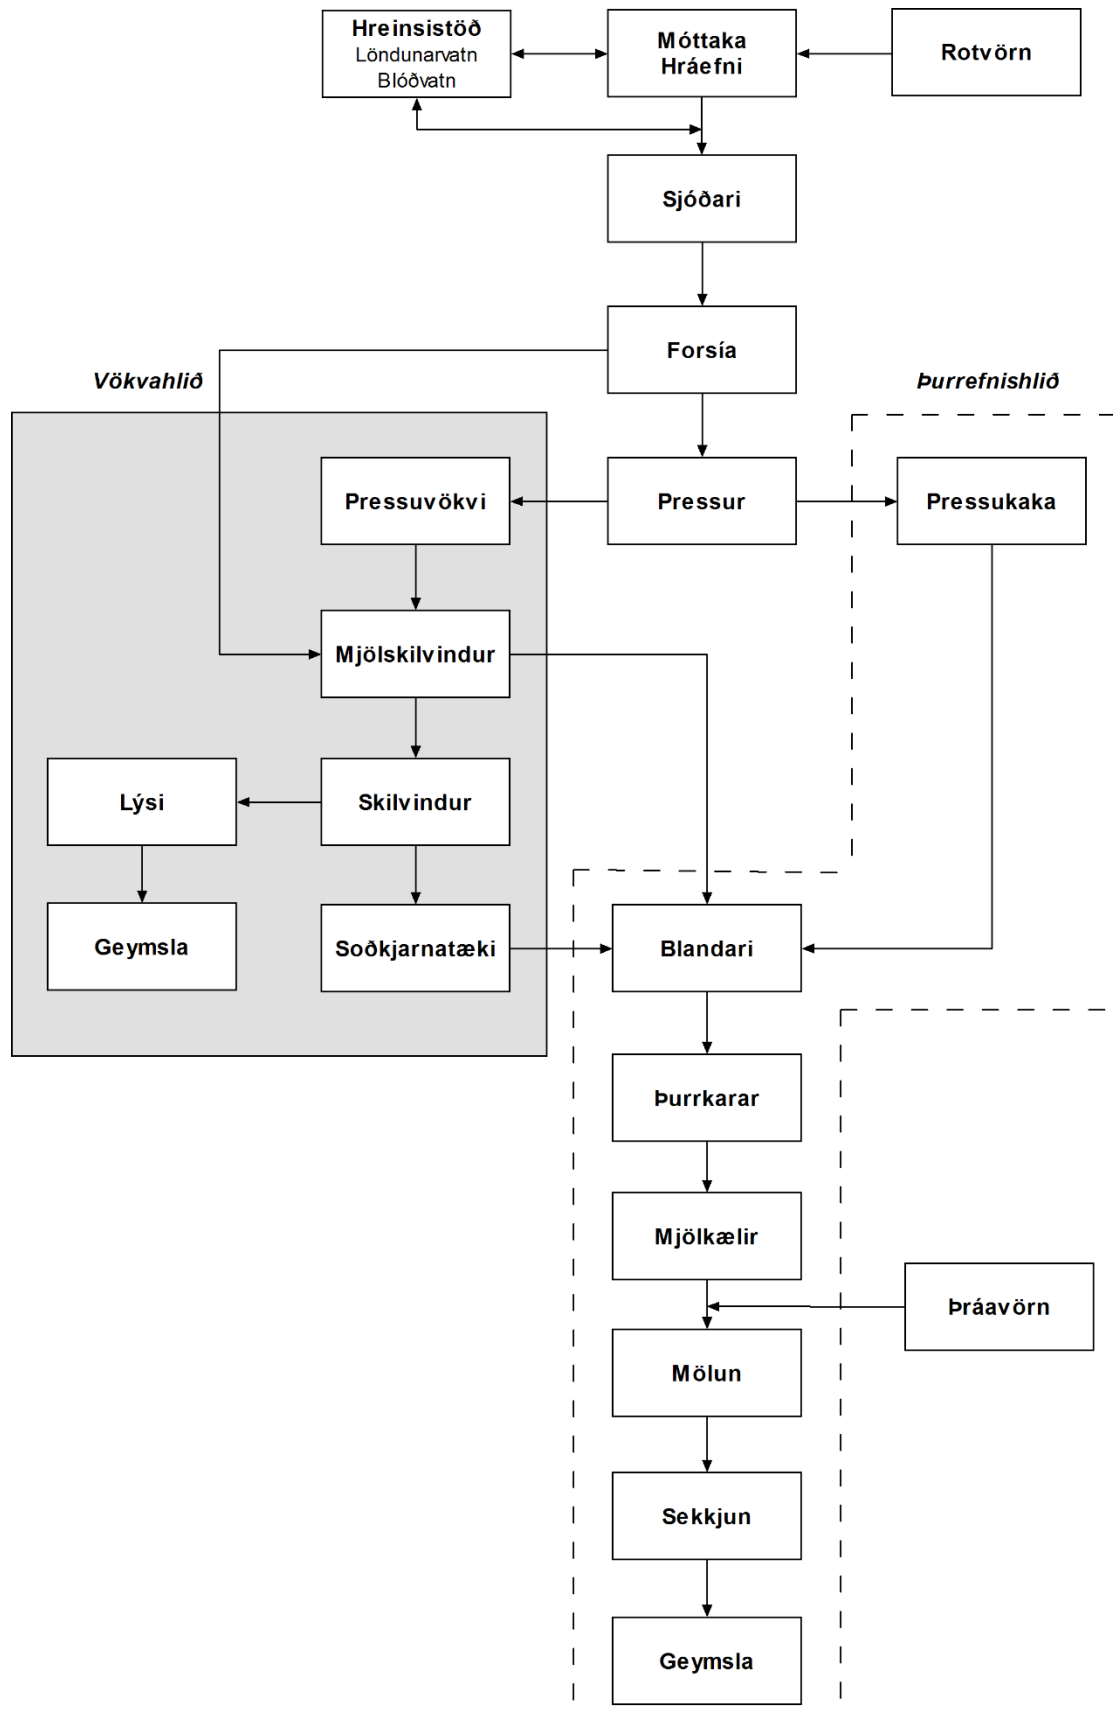 Hreinsistöð
Löndunarvatn
Blóðvatn
Móttaka
Hráefni
Rotvörn
Sjóðari
Forsía
Vökvahlið
Þurrefnishlið
Pressuvökvi
Pressur
Pressukaka
Mjölskilvindur
Lýsi
Skilvindur
Geymsla
Soðkjarnatæki
Blandari
Þurrkarar
Mjölkælir
Þráavörn
Mölun
Sekkjun
Geymsla